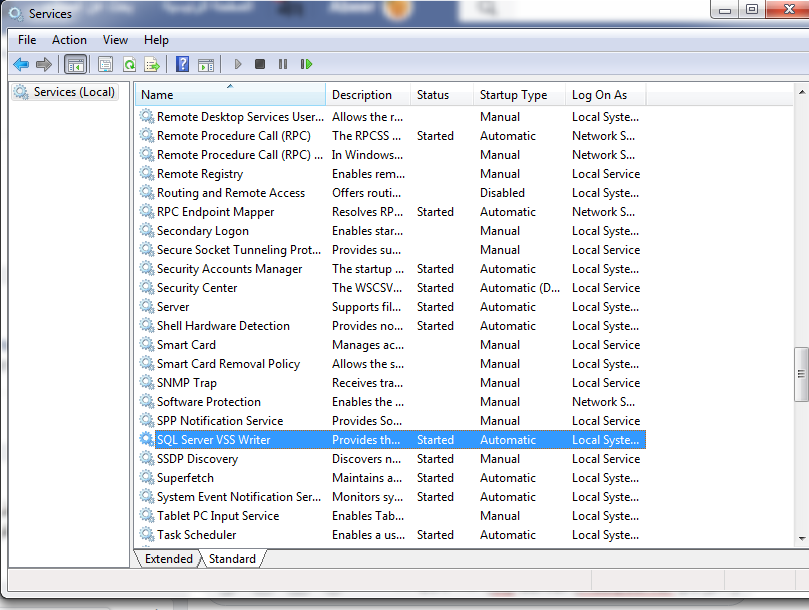 Services
File Action View Help
Services (Local)
Name Description Status Startup Type Log On As
Remote Desktop Services User... Allows the r... Manual Local Syste...
Remote Procedure Call (RPC) The RPCSS ... Started Automatic Network S...
Remote Procedure Call (RPC) ... In Windows... Manual Network S...
Remote Registry Enables rem... Manual Local Service
Routing and Remote Access Offers routi... Disabled Local Syste...
RPC Endpoint Mapper Resolves RP... Started Automatic Network S...
Secondary Logon Enables star... Manual Local Syste...
Secure Socket Tunneling Prot... Provides su... Manual Local Service
Security Accounts Manager The startup ... Started Automatic Local Syste...
Security Center The WSCSV... Started Automatic (D... Local Service
Server Supports fil... Started Automatic Local Syste...
Shell Hardware Detection Provides no... Started Automatic Local Syste...
Smart Card Manages ac... Manual Local Service
Smart Card Removal Policy Allows the s... Manual Local Syste...
SNMP Trap Receives tra... Manual Local Service
Software Protection Enables the ... Manual Network S...
SPP Notification Service Provides So... Manual Local Service
SQL Server VSS Writer Provides th... Started Automatic Local Syste...
SSDP Discovery Discovers n... Started Manual Local Service
Superfetch Maintains a... Started Automatic Local Syste...
System Event Notification Ser... Monitors sy... Started Automatic Local Syste...
Tablet PC Input Service Enables Tab... Manual Local Syste...
Task Scheduler Enables a us... Started Automatic Local Syste...
Extended Standard